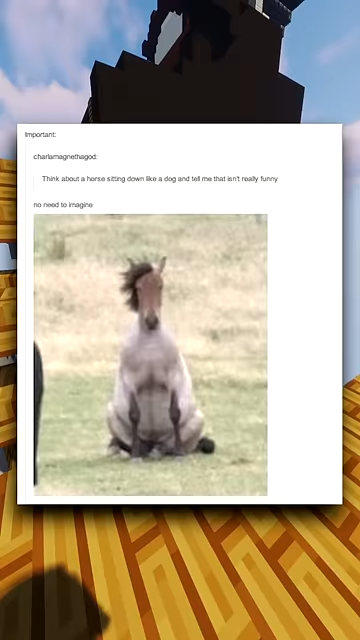 Important:
charlamagnethagod:
Think about a horse sitting down like a dog and tell me that isn't really funny
no need to imagine